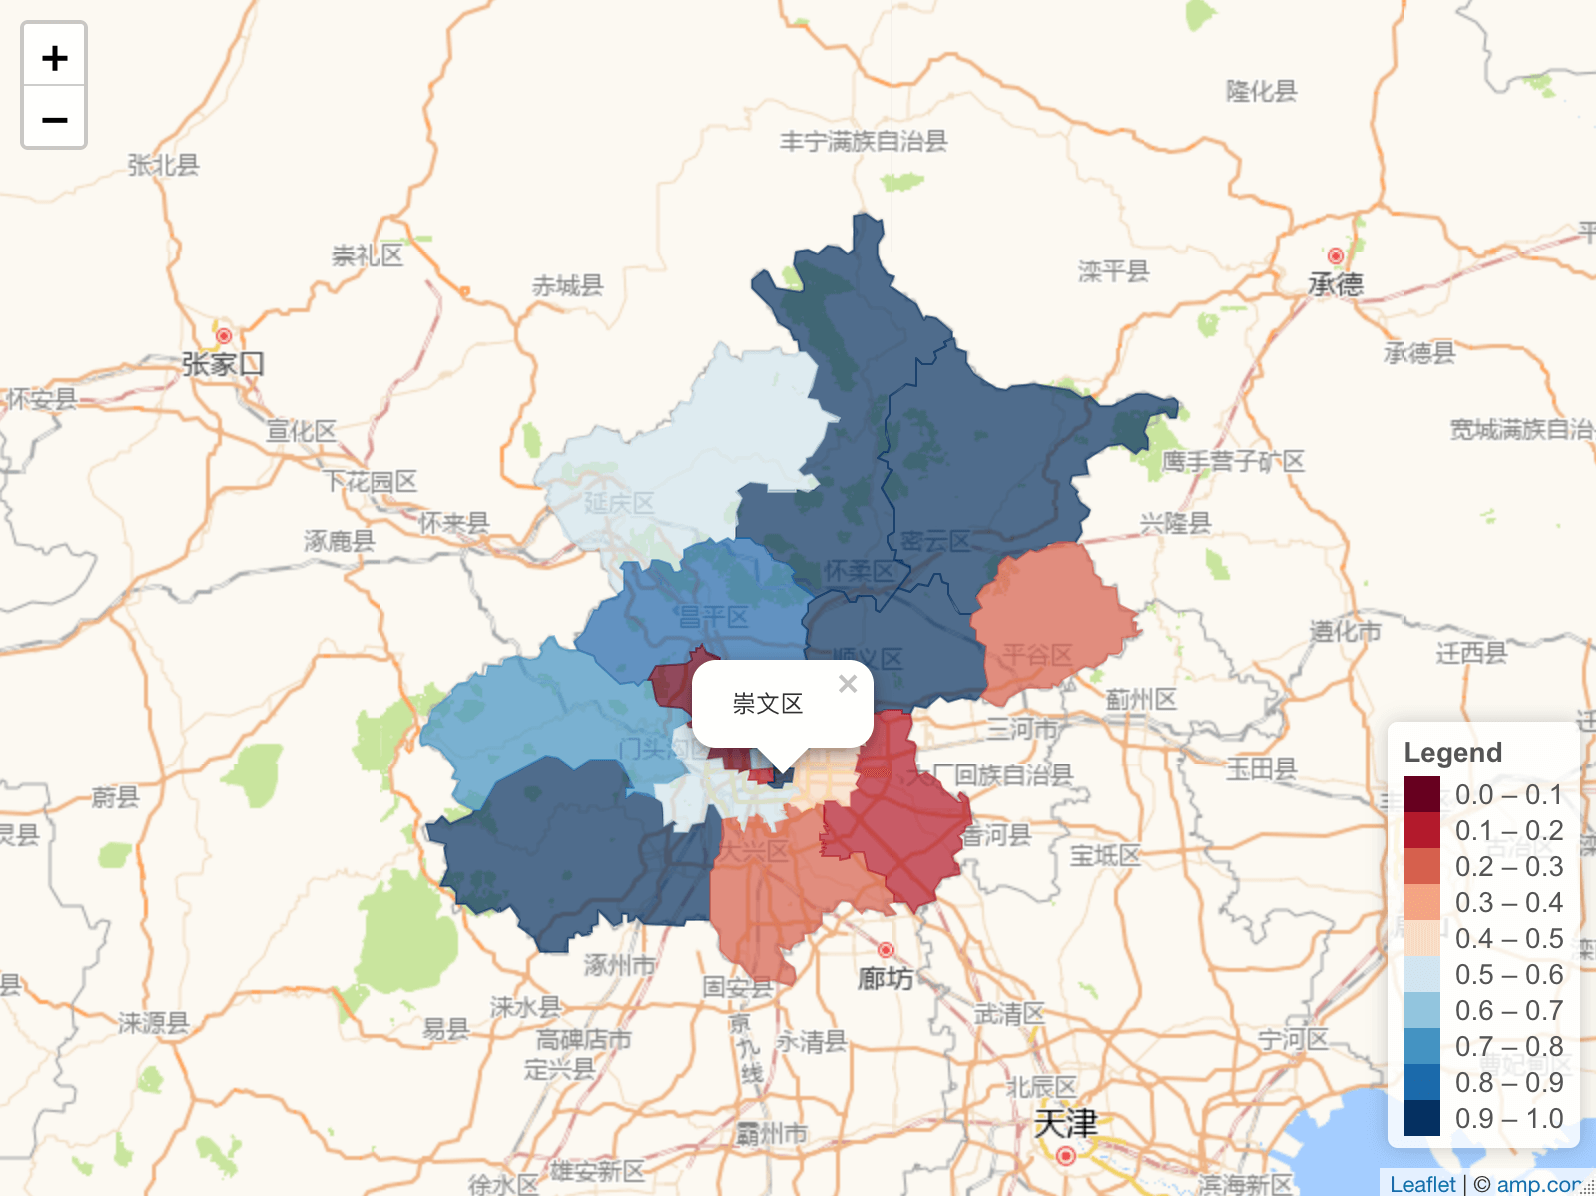 +
−
隆化县
丰宁满族自治县
张北县
崇礼区
赤城县
滦平县
承德
张家口
承德县
怀安县
宣化区
宽城满族自治
下花园区
鹰手营子矿区
延庆区
怀来县
兴隆县
涿鹿县
密云区
怀柔区
昌平区
遵化市
顺义区
平谷区
迁西县
蓟州区
崇文区
×
三河市
门头沟区
大厂回族自治县
玉田县
蔚县
灵县
香河县
大兴区
宝坻区
涿州市
廊坊
固安县
涞水县
武清区
涞源县
易县
高碑店市
京九线
永清县
宁河区
定兴县
曹妃甸区
北辰区
天津
霸州市
雄安新区
徐水区
滨海新区
Legend
0.0 – 0.1
0.1 – 0.2
0.2 – 0.3
0.3 – 0.4
0.4 – 0.5
0.5 – 0.6
0.6 – 0.7
0.7 – 0.8
0.8 – 0.9
0.9 – 1.0
Leaflet | © amp.cor